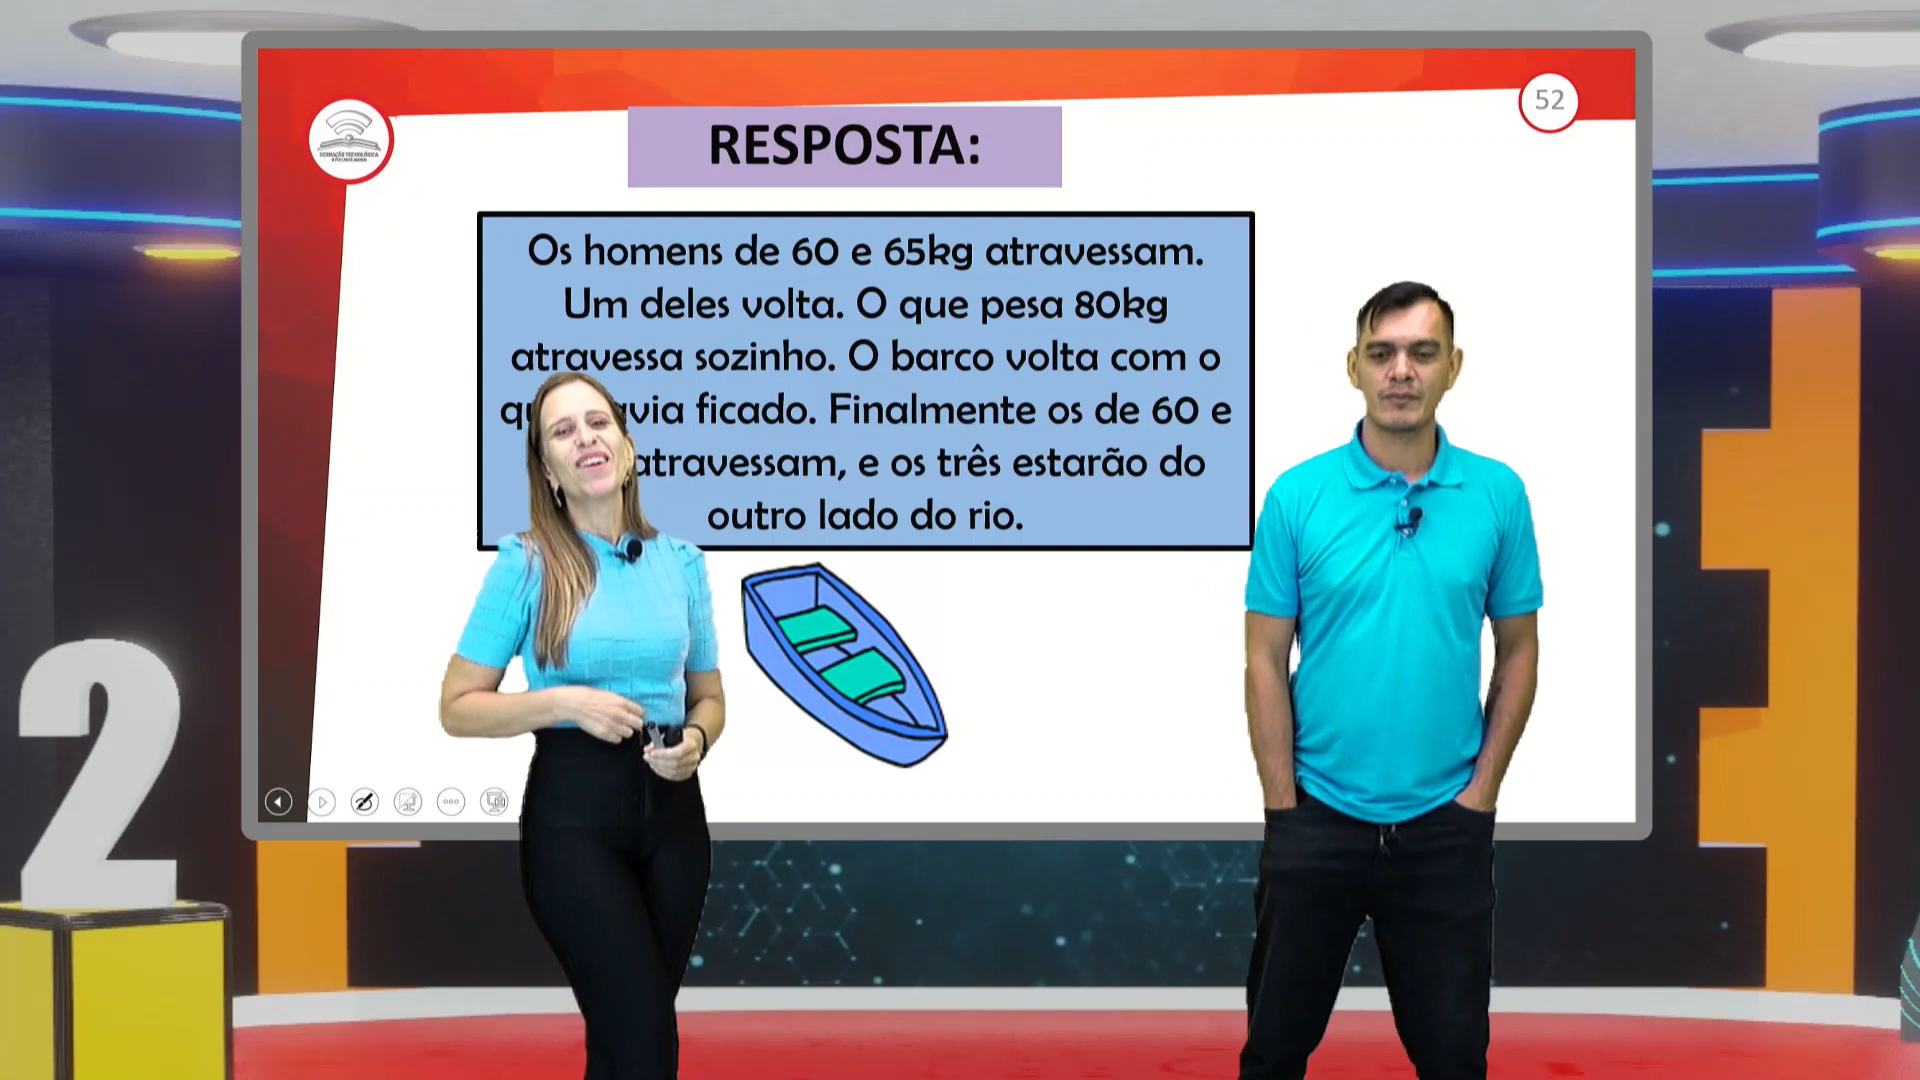 52
RESPOSTA:
Os homens de 60 e 65kg atravessam.
Um deles volta. O que pesa 80kg
atravessa sozinho. O barco volta com o
ficado. Finalmente os de 60 e
atravessam, e os três estarão do
outro lado do rio.
2